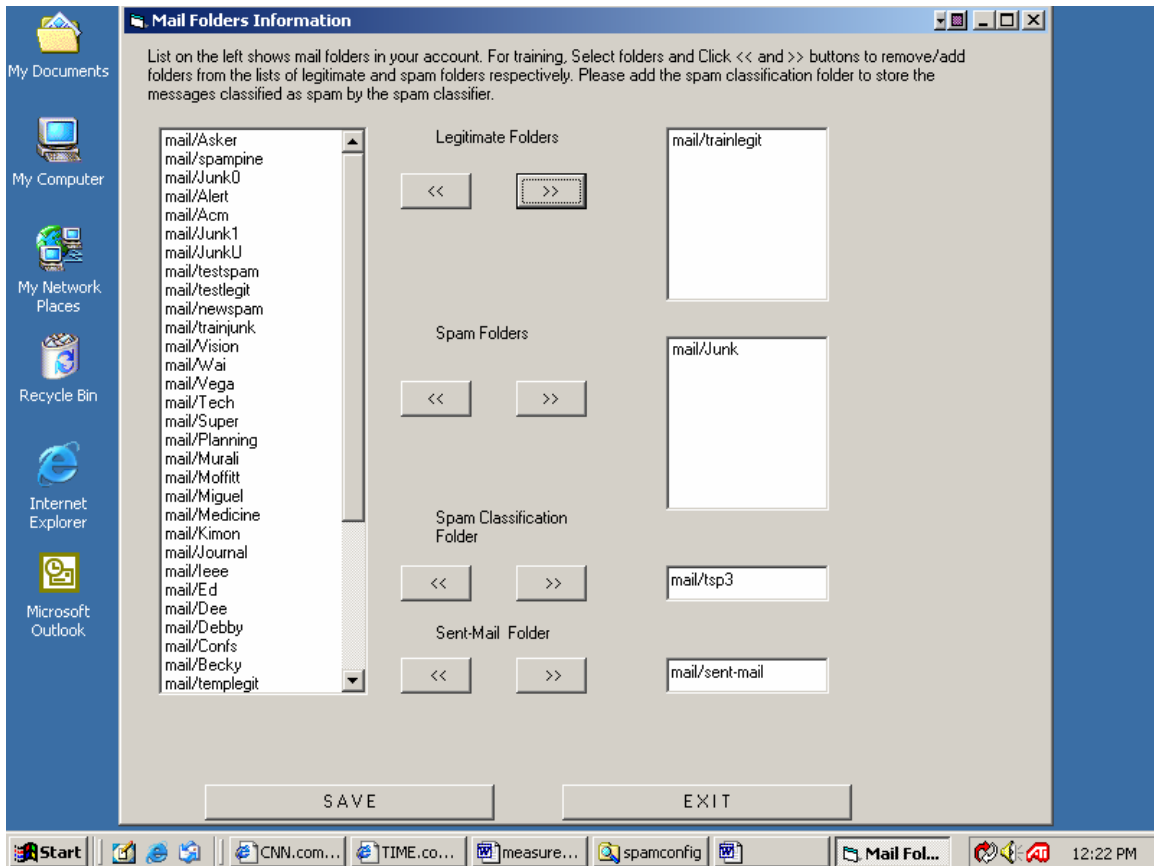 Mail Folders Information
My Documents
My Computer
My Network
Places
Recycle Bin
Internet
Explorer
Microsoft
Outlook
List on the left shows mail folders in your account. For training, Select folders and Click << and >> buttons to remove/add
folders from the lists of legitimate and spam folders respectively. Please add the spam classification folder to store the
messages classified as spam by the spam classifier.
mail/Asker
mail/spampine
mail/Junk0
mail/Alert
mail/Acm
mail/Junk1
mail/JunkU
mail/testspam
mail/testlegit
mail/newspam
mail/trainjunk
mail/Vision
mail/Wai
mail/Vega
mail/Tech
mail/Super
mail/Planning
mail/Murali
mail/Moffitt
mail/Miguel
mail/Medicine
mail/Kimon
mail/Journal
mail/Ieee
mail/Ed
mail/Dee
mail/Debby
mail/Confs
mail/Becky
mail/templegit
Legitimate Folders
<< >>
mail/trainlegit
Spam Folders
<< >>
mail/Junk
Spam Classification
Folder
<< >>
mail/tsp3
Sent-Mail Folder
<< >>
mail/sent-mail
SAVE
EXIT
Start
CNN.com...
TIME.co...
measure...
spamconfig
Mail Fol...
12:22 PM